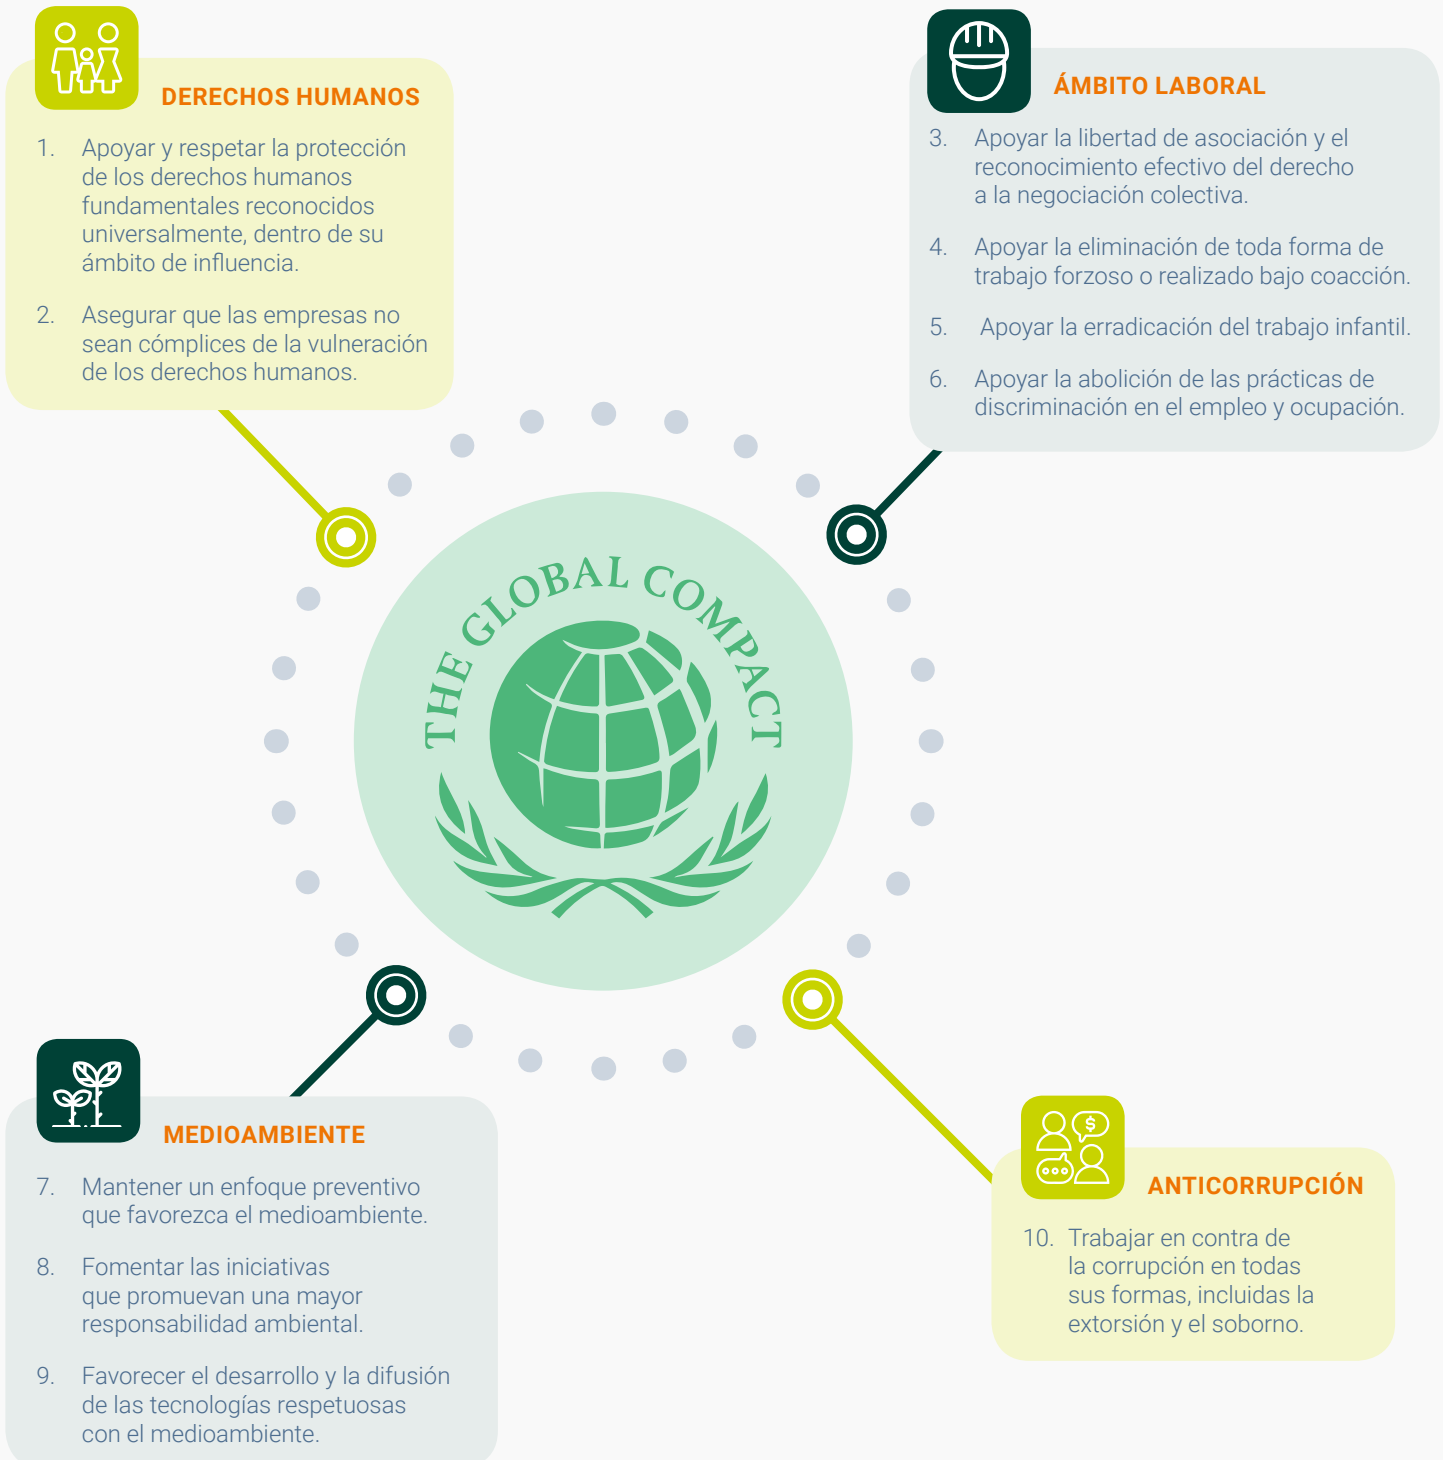 DERECHOS HUMANOS
1. Apoyar y respetar la protección
de los derechos humanos
fundamentales reconocidos
universalmente, dentro de su
ámbito de influencia.
2. Asegurar que las empresas no
sean cómplices de la vulneración
de los derechos humanos.
ÁMBITO LABORAL
3. Apoyar la libertad de asociación y el
reconocimiento efectivo del derecho
a la negociación colectiva.
4. Apoyar la eliminación de toda forma de
trabajo forzoso o realizado bajo coacción.
5. Apoyar la erradicación del trabajo infantil.
6. Apoyar la abolición de las prácticas de
discriminación en el empleo y ocupación.
THE GLOBAL COMPACT
MEDIOAMBIENTE
7. Mantener un enfoque preventivo
que favorezca el medioambiente.
8. Fomentar las iniciativas
que promuevan una mayor
responsabilidad ambiental.
9. Favorecer el desarrollo y la difusión
de las tecnologías respetuosas
con el medioambiente.
$
ANTICORRUPCIÓN
10. Trabajar en contra de
la corrupción en todas
sus formas, incluidas la
extorsión y el soborno.